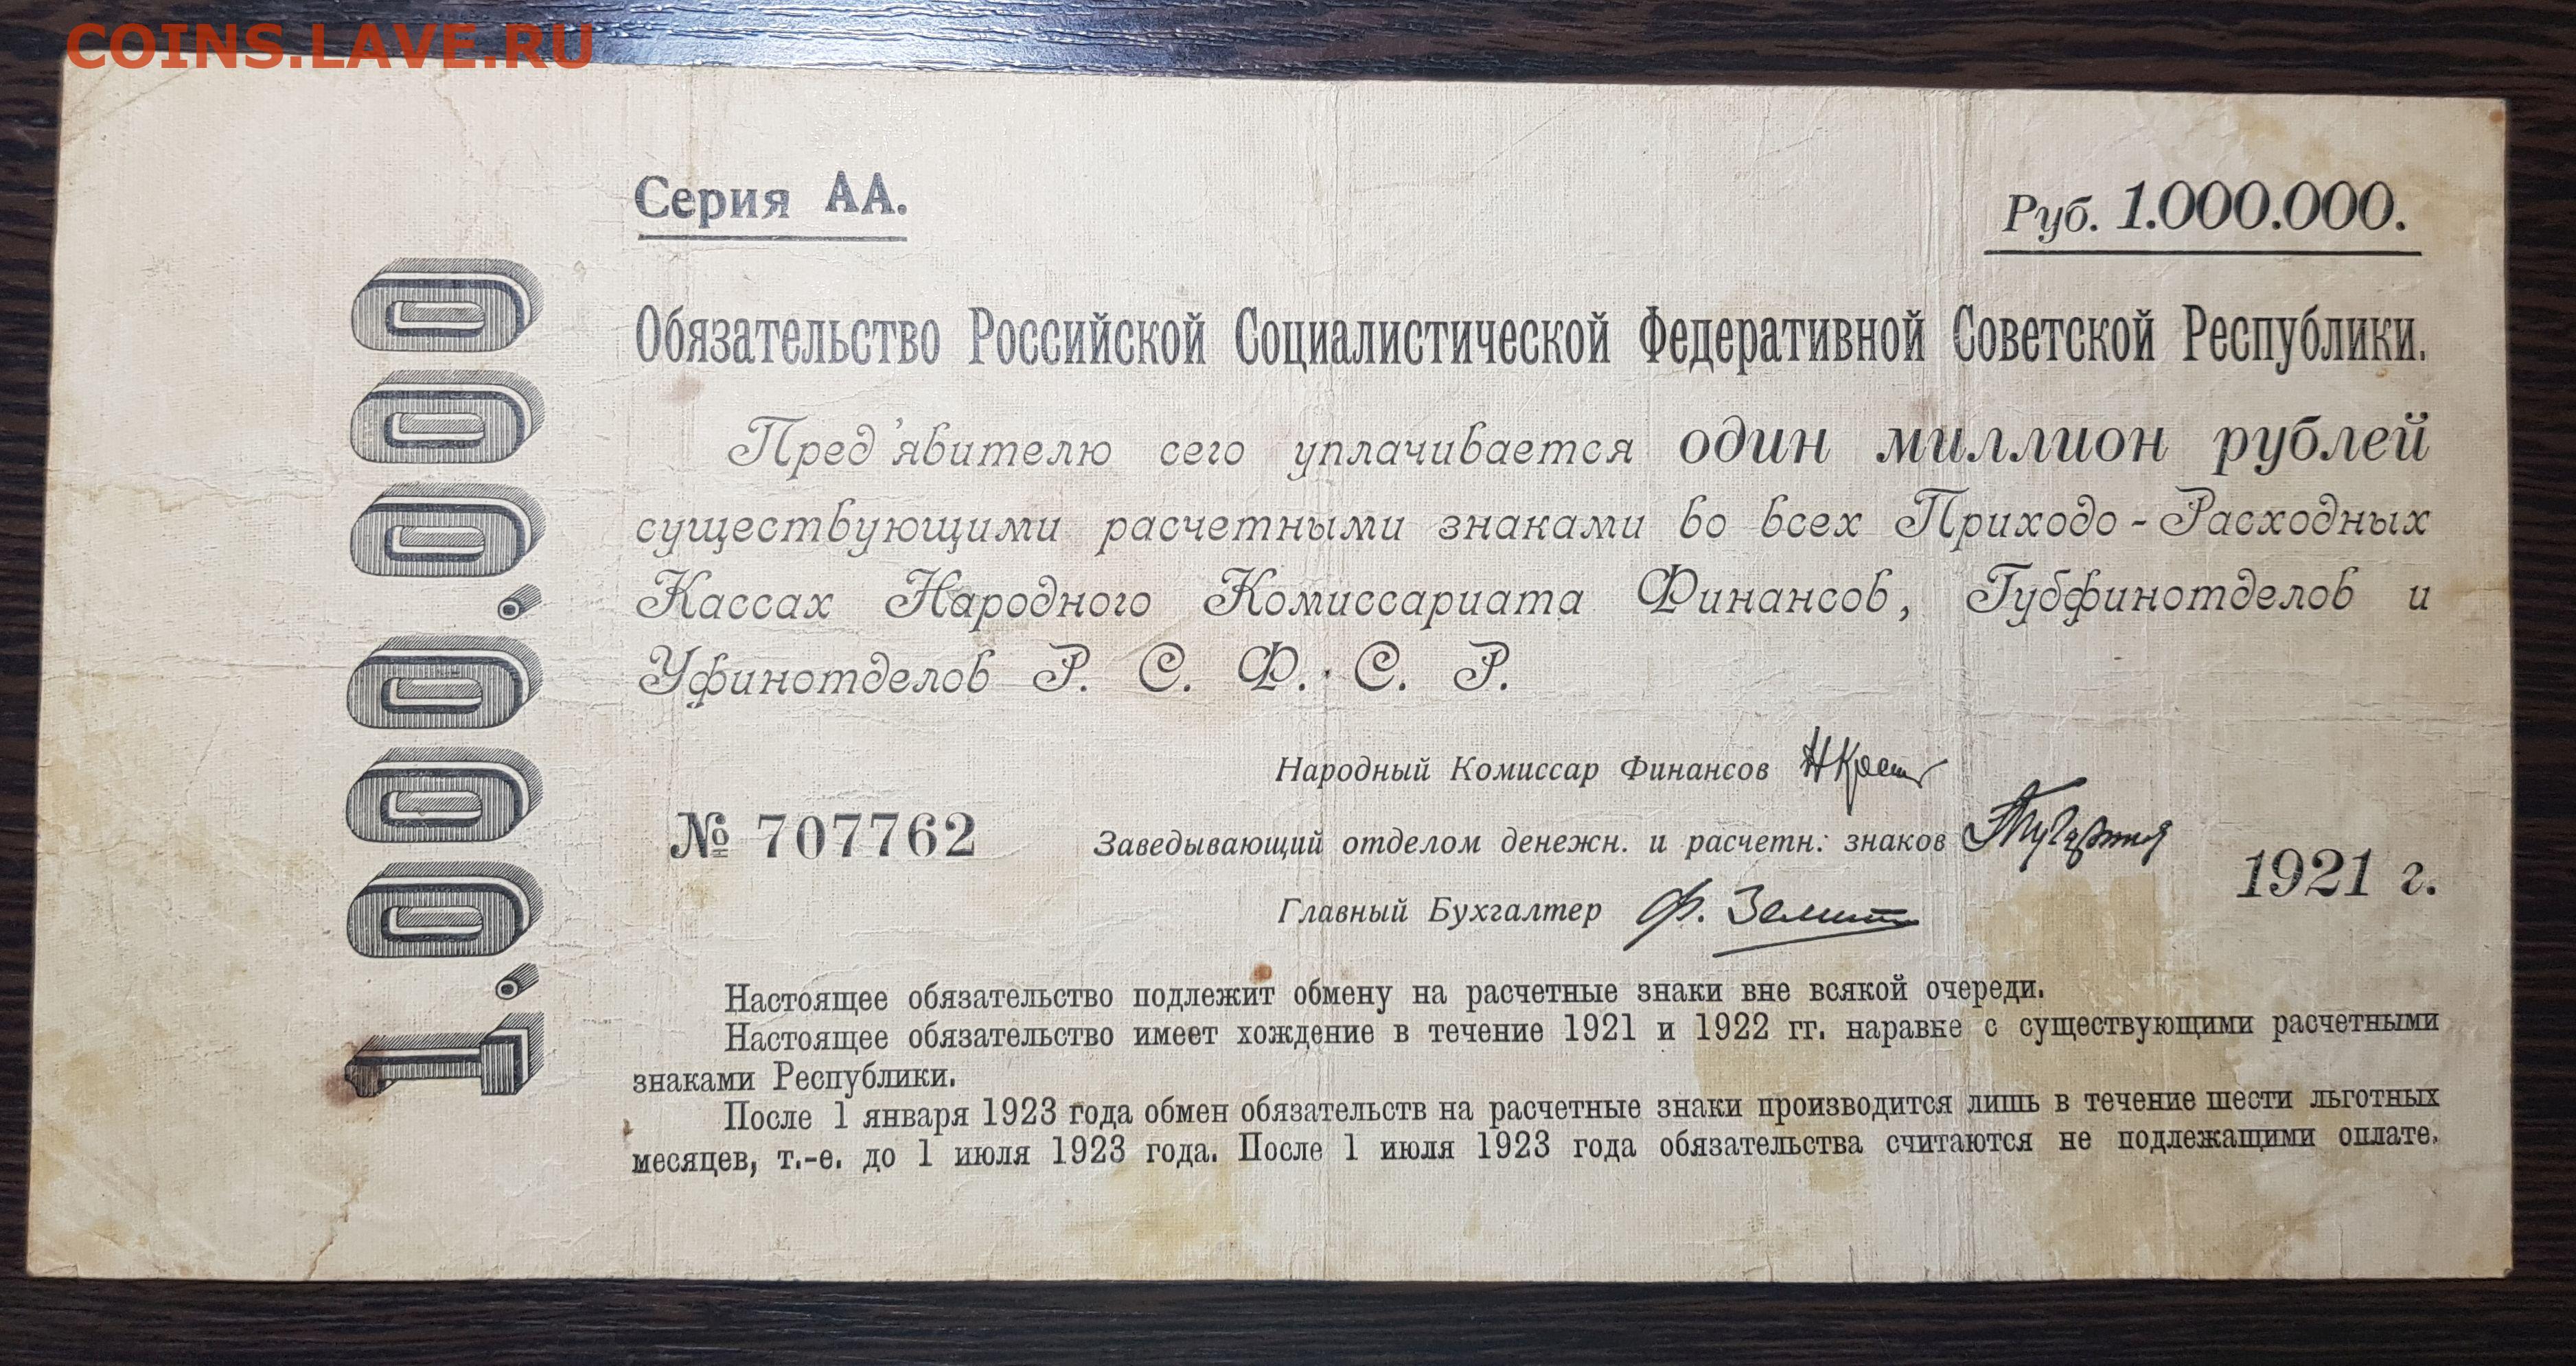 COINS.LAVE.RU
Серия АА.
Руб. 1.000.000.
1.000.000
Обязательство Российской Социалистической Федеративной Советской Республики.
Пред'явителю сего уплачивается один миллион рублей
существующими расчетными знаками во всех Приходо-Расходных
Кассах Народного Комиссариата Финансов, Губфинотделов и
Уфинотделов Р. С. Ф. С. Р.
Народный Комиссар Финансов
№ 707762
Заведывающий отделом денежн. и расчетн: знаков
1921 г.
Главный Бухгалтер Ф.
Настоящее обязательство подлежит обмену на расчетные знаки вне всякой очереди.
Настоящее обязательство имеет хождение в течение 1921 и 1922 гг. наравне с существующими расчетными
знаками Республики.
После 1 января 1923 года обмен обязательств на расчетные знаки производится лишь в течение шести льготных
месяцев, т.-е. до 1 июля 1923 года. После 1 июля 1923 года обязательства считаются не подлежащими оплате.